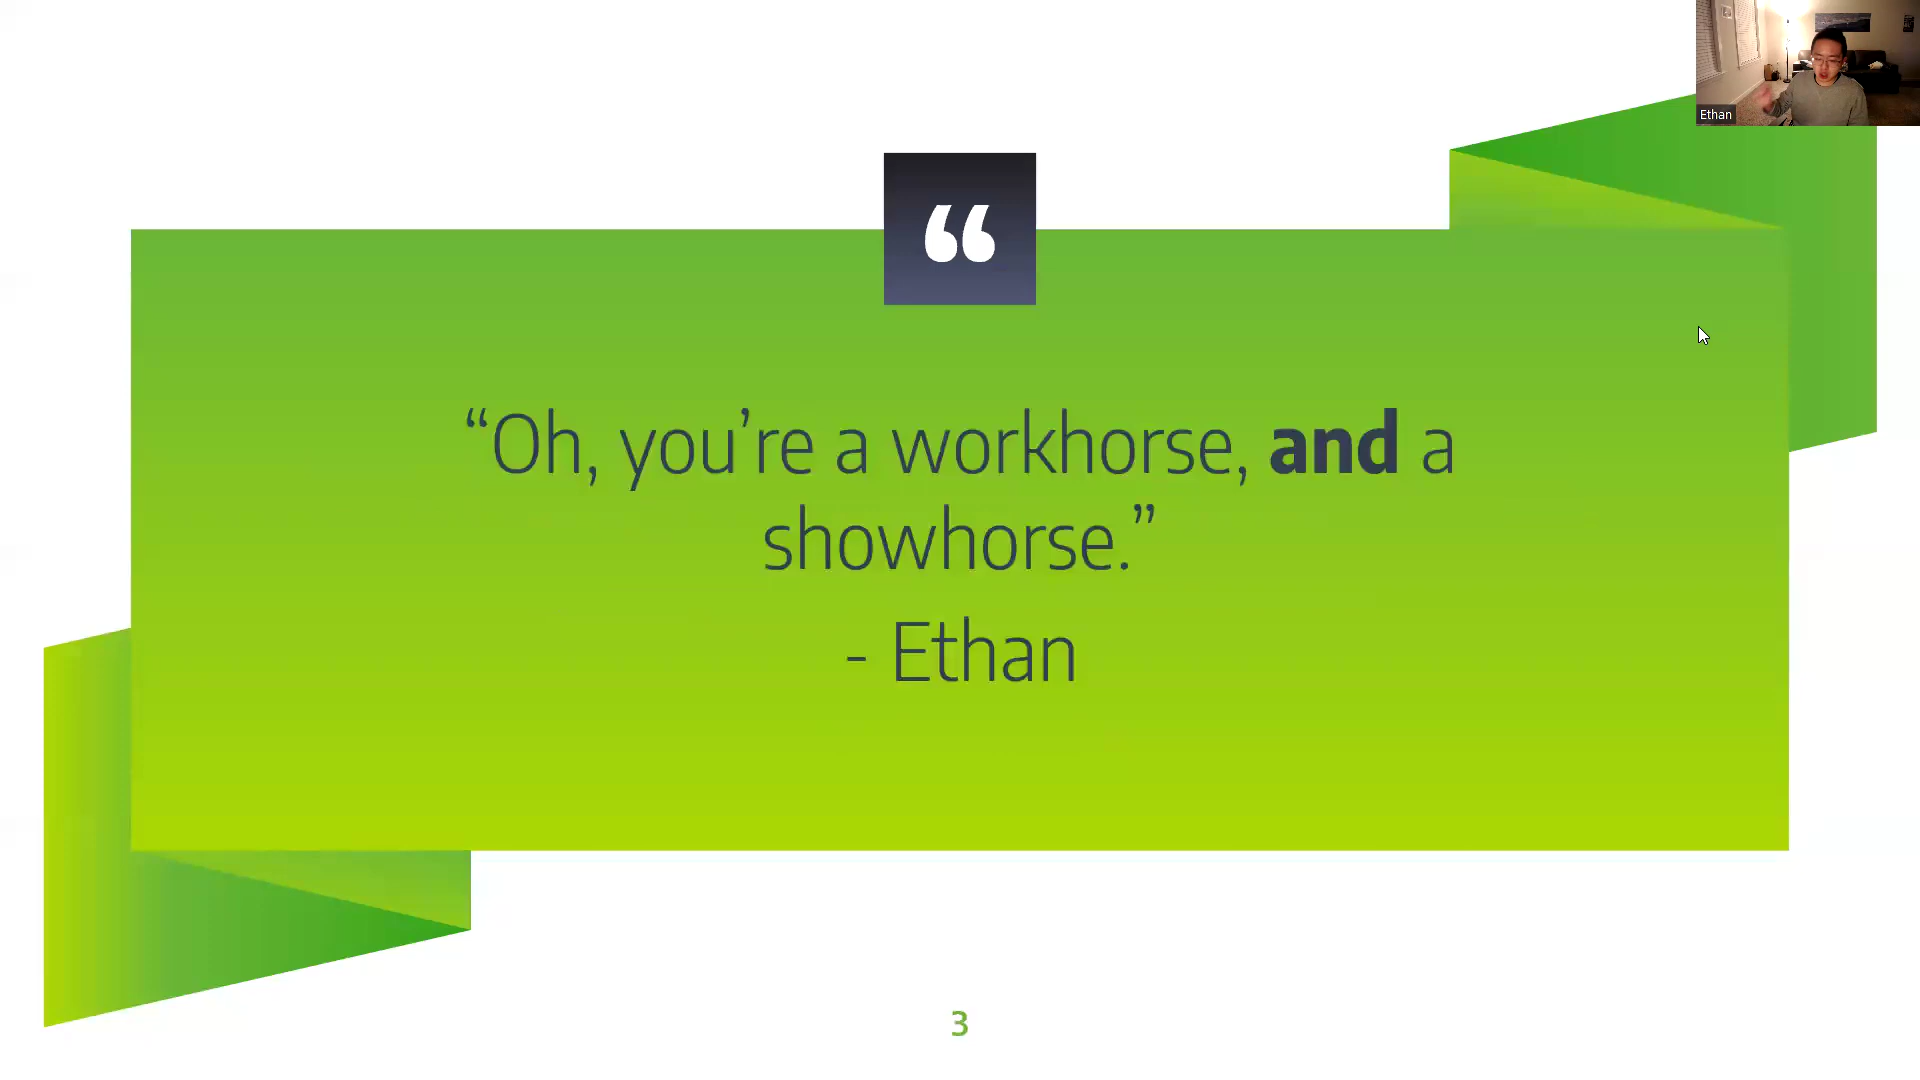 Ethan
“
“Oh, you’re a workhorse, and a
showhorse.”
- Ethan
3